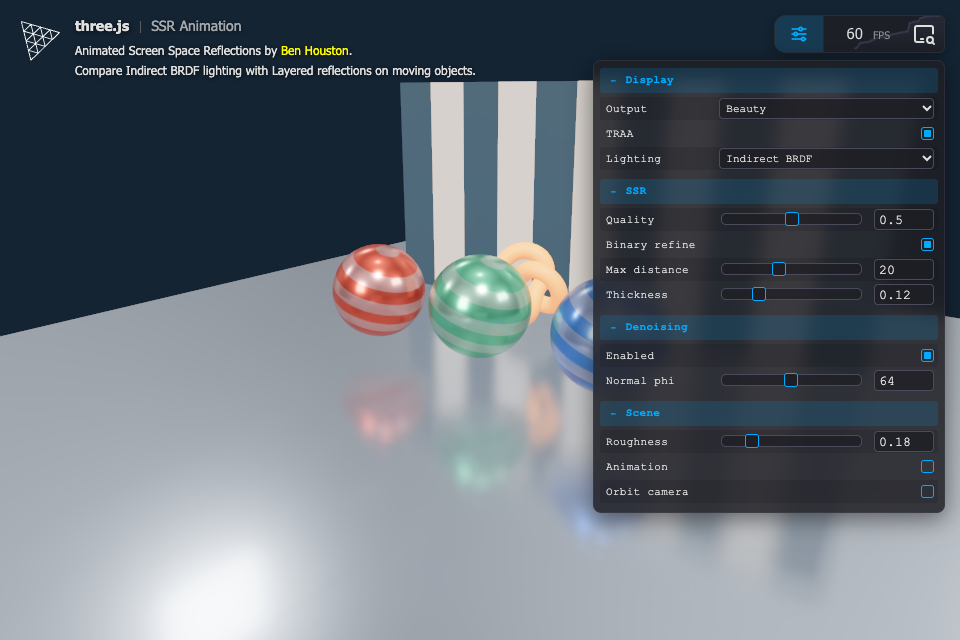 three.js | SSR Animation
Animated Screen Space Reflections by Ben Houston.
Compare Indirect BRDF lighting with Layered reflections on moving objects.
60 FPS
– Display
Output Beauty
TRAA
Lighting Indirect BRDF
– SSR
Quality 0.5
Binary refine
Max distance 20
Thickness 0.12
– Denoising
Enabled
Normal phi 64
– Scene
Roughness 0.18
Animation
Orbit camera